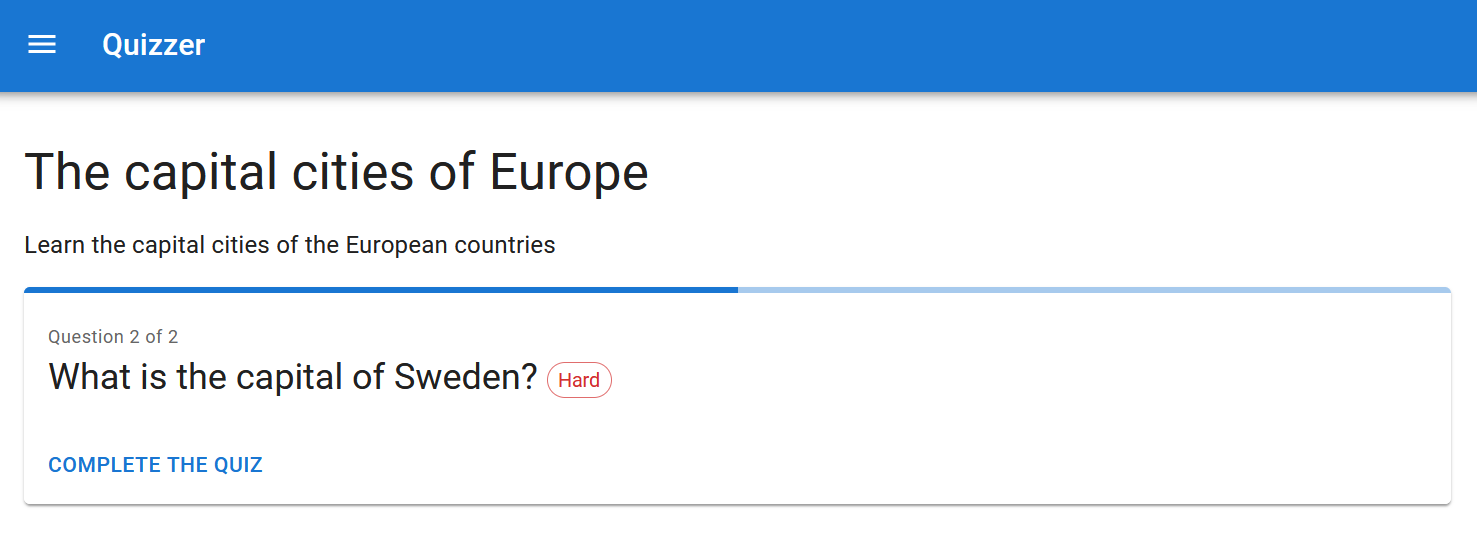 Quizzer
The capital cities of Europe
Learn the capital cities of the European countries
Question 2 of 2
What is the capital of Sweden? Hard
COMPLETE THE QUIZ